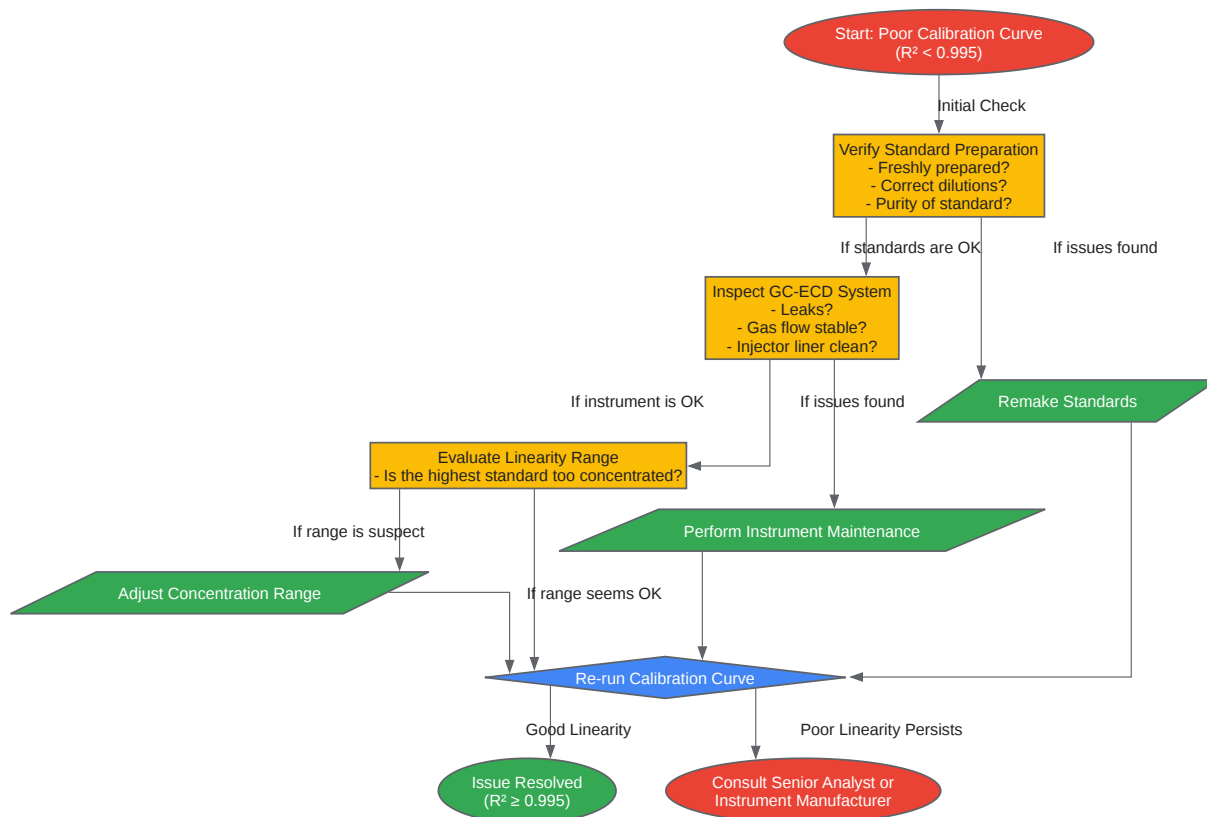 Start: Poor Calibration Curve
(R² < 0.995)
Initial Check
Verify Standard Preparation
- Freshly prepared?
- Correct dilutions?
- Purity of standard?
If standards are OK
If issues found
Inspect GC-ECD System
- Leaks?
- Gas flow stable?
- Injector liner clean?
If instrument is OK
If issues found
Remake Standards
Evaluate Linearity Range
- Is the highest standard too concentrated?
If range is suspect
Perform Instrument Maintenance
Adjust Concentration Range
If range seems OK
Re-run Calibration Curve
Good Linearity
Poor Linearity Persists
Issue Resolved
(R² ≥ 0.995)
Consult Senior Analyst or
Instrument Manufacturer